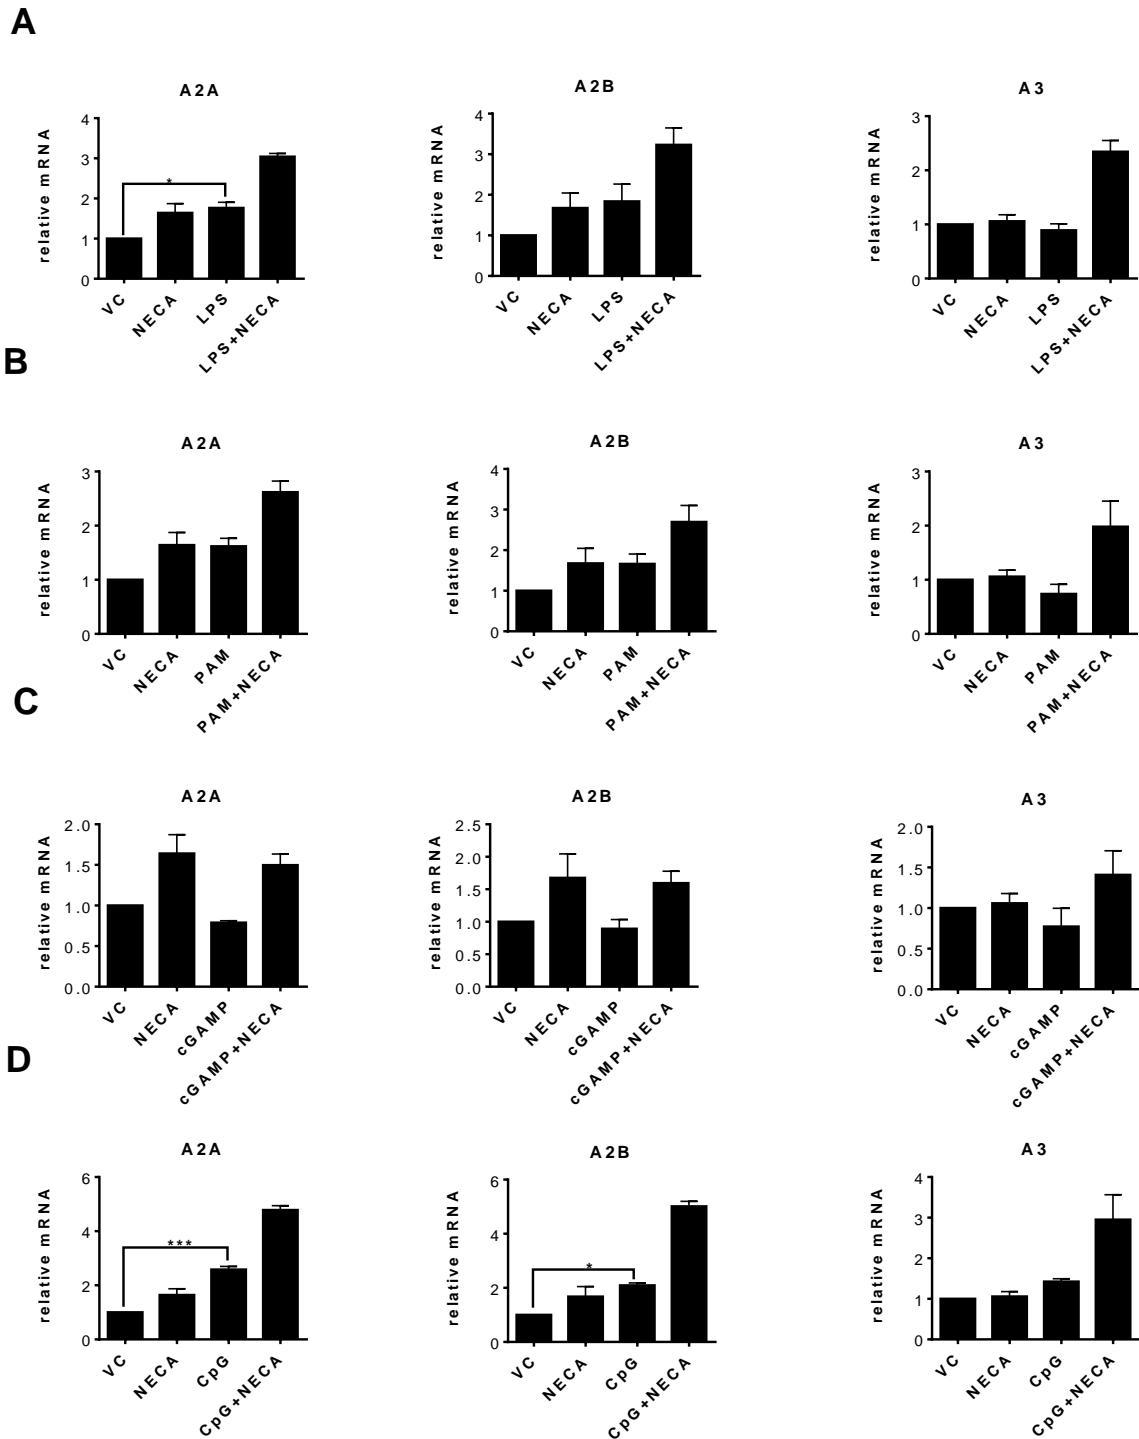 A
A2A
A2B
A3
relative mRNA
4
3
2
1
0
*
VC
NECA
LPS
LPS+NECA
relative mRNA
4
3
2
1
0
VC
NECA
LPS
LPS+NECA
relative mRNA
3
2
1
0
VC
NECA
LPS
LPS+NECA
B
A2A
A2B
A3
relative mRNA
3
2
1
0
VC
NECA
PAM
PAM+NECA
relative mRNA
4
3
2
1
0
VC
NECA
PAM
PAM+NECA
relative mRNA
3
2
1
0
VC
NECA
PAM
PAM+NECA
C
A2A
A2B
A3
relative mRNA
2.0
1.5
1.0
0.5
0.0
VC
NECA
cGAMP
cGAMP+NECA
relative mRNA
2.5
2.0
1.5
1.0
0.5
0.0
VC
NECA
cGAMP
cGAMP+NECA
relative mRNA
2.0
1.5
1.0
0.5
0.0
VC
NECA
cGAMP
cGAMP+NECA
D
A2A
A2B
A3
relative mRNA
6
4
2
0
***
VC
NECA
CpG
CpG+NECA
relative mRNA
6
4
2
0
*
VC
NECA
CpG
CpG+NECA
relative mRNA
4
3
2
1
0
VC
NECA
CpG
CpG+NECA